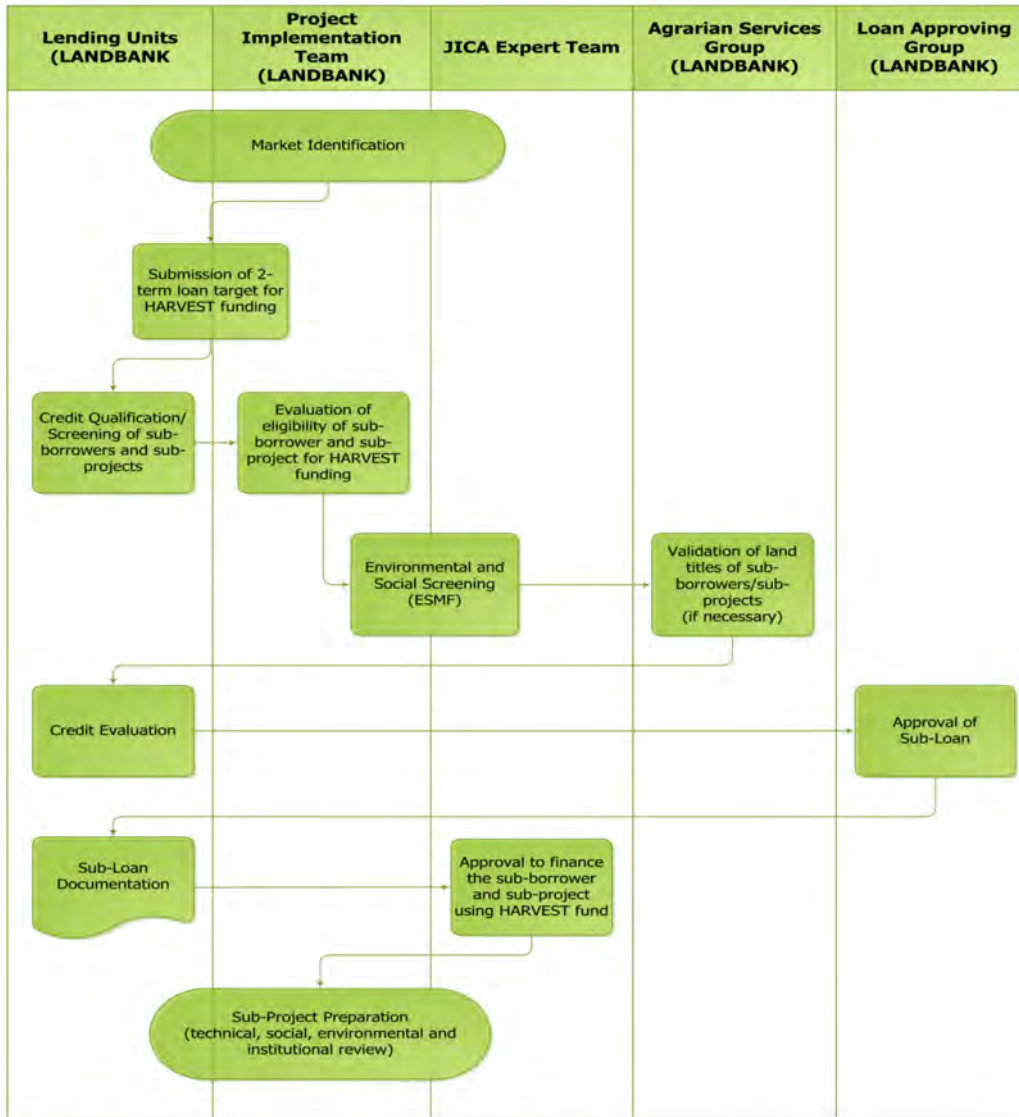 Lending Units
(LANDBANK
Project
Implementation
Team
(LANDBANK)
JICA Expert Team
Agrarian Services
Group
(LANDBANK)
Loan Approving
Group
(LANDBANK)
Market Identification
Submission of 2-
term loan target for
HARVEST funding
Credit Qualification/
Screening of sub-
borrowers and sub-
projects
Evaluation of
eligibility of sub-
borrower and sub-
project for HARVEST
funding
Environmental and
Social Screening
(ESMF)
Validation of land
titles of sub-
borrowers/sub-
projects
(if necessary)
Credit Evaluation
Approval of
Sub-Loan
Sub-Loan
Documentation
Approval to finance
the sub-borrower
and sub-project
using HARVEST fund
Sub-Project Preparation
(technical, social, environmental and
institutional review)